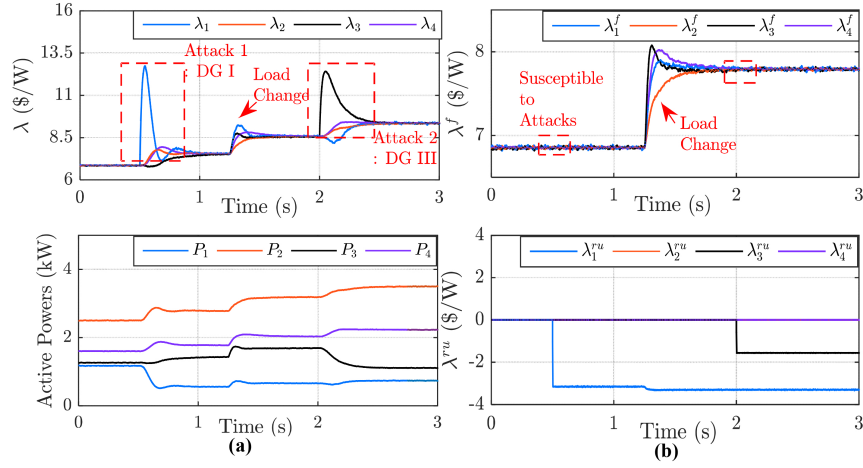 λ₁ λ₂ λ₃ λ₄
16
13.5
11
8.5
6
λ ($/W)
Attack 1
: DG I
Load
Change
Attack 2
: DG III
0 1 2 3
Time (s)
λ₁ᶠ λ₂ᶠ λ₃ᶠ λ₄ᶠ
8
7
λᶠ ($/W)
Susceptible
to
Attacks
Load
Change
0 1 2 3
Time (s)
P₁ P₂ P₃ P₄
4
2
0
Active Powers (kW)
0 1 2 3
Time (s)
(a)
λ₁ʳᵘ λ₂ʳᵘ λ₃ʳᵘ λ₄ʳᵘ
4
2
0
-2
-4
λʳᵘ ($/W)
0 1 2 3
Time (s)
(b)